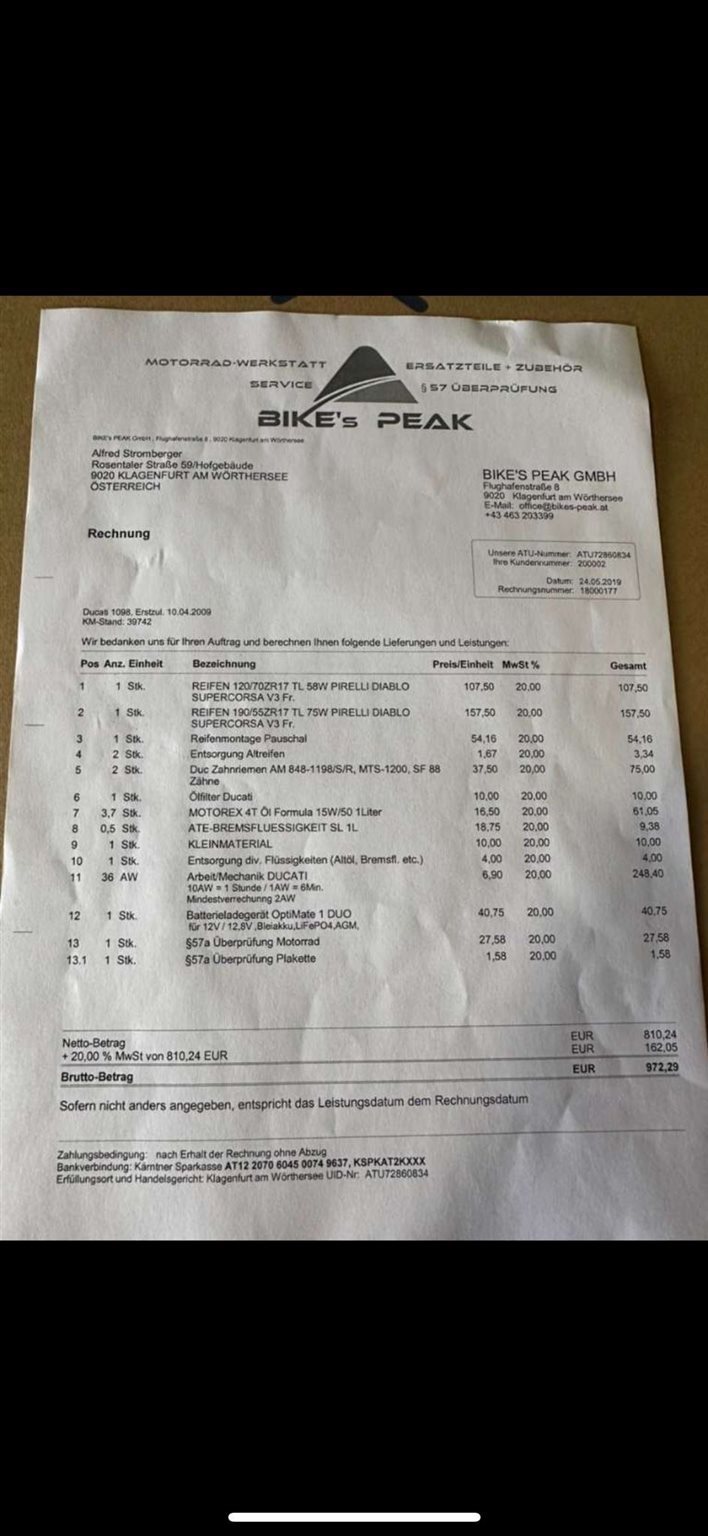 MOTORRAD-WERKSTATT ERSATZTEILE + ZUBEHÖR
SERVICE §57 ÜBERPRÜFUNG
BIKE's PEAK
BIKE's PEAK GmbH , Flughafenstraße 8 , 9020 Klagenfurt am Wörthersee
Alfred Stromberger
Rosentaler Straße 59/Hofgebäude
9020 KLAGENFURT AM WÖRTHERSEE
ÖSTERREICH
BIKE'S PEAK GMBH
Flughafenstraße 8
9020 Klagenfurt am Wörthersee
E-Mail: office@bikes-peak.at
+43 463 203399
Rechnung
Unsere ATU-Nummer: ATU72860834
Ihre Kundennummer: 200002
Datum: 24.05.2019
Rechnungsnummer: 18000177
Ducati 1098, Erstzul. 10.04.2009
KM-Stand: 39742
Wir bedanken uns für Ihren Auftrag und berechnen Ihnen folgende Lieferungen und Leistungen:
Pos Anz. Einheit Bezeichnung Preis/Einheit MwSt % Gesamt
1 1 Stk. REIFEN 120/70ZR17 TL 58W PIRELLI DIABLO 107,50 20,00 107,50
SUPERCORSA V3 Fr.
2 1 Stk. REIFEN 190/55ZR17 TL 75W PIRELLI DIABLO 157,50 20,00 157,50
SUPERCORSA V3 Fr.
3 1 Stk. Reifenmontage Pauschal 54,16 20,00 54,16
4 2 Stk. Entsorgung Altreifen 1,67 20,00 3,34
5 2 Stk. Duc Zahnriemen AM 848-1198/S/R, MTS-1200, SF 88 37,50 20,00 75,00
Zähne
6 1 Stk. Ölfilter Ducati 10,00 20,00 10,00
7 3,7 Stk. MOTOREX 4T Öl Formula 15W/50 1Liter 16,50 20,00 61,05
8 0,5 Stk. ATE-BREMSFLUESSIGKEIT SL 1L 18,75 20,00 9,38
9 1 Stk. KLEINMATERIAL 10,00 20,00 10,00
10 1 Stk. Entsorgung div. Flüssigkeiten (Altöl, Bremsfl. etc.) 4,00 20,00 4,00
11 36 AW Arbeit/Mechanik DUCATI 6,90 20,00 248,40
10AW = 1 Stunde / 1AW = 6Min.
Mindestverrechnung 2AW
12 1 Stk. Batterieladegerät OptiMate 1 DUO 40,75 20,00 40,75
für 12V / 12,8V ,Bleiakku,LiFePO4,AGM,
13 1 Stk. §57a Überprüfung Motorrad 27,58 20,00 27,58
13.1 1 Stk. §57a Überprüfung Plakette 1,58 20,00 1,58
Netto-Betrag EUR 810,24
+ 20,00 % MwSt von 810,24 EUR EUR 162,05
Brutto-Betrag EUR 972,29
Sofern nicht anders angegeben, entspricht das Leistungsdatum dem Rechnungsdatum
Zahlungsbedingung: nach Erhalt der Rechnung ohne Abzug
Bankverbindung: Kärntner Sparkasse AT12 2070 6045 0074 9637, KSPKAT2KXXX
Erfüllungsort und Handelsgericht: Klagenfurt am Wörthersee UID-Nr: ATU72860834